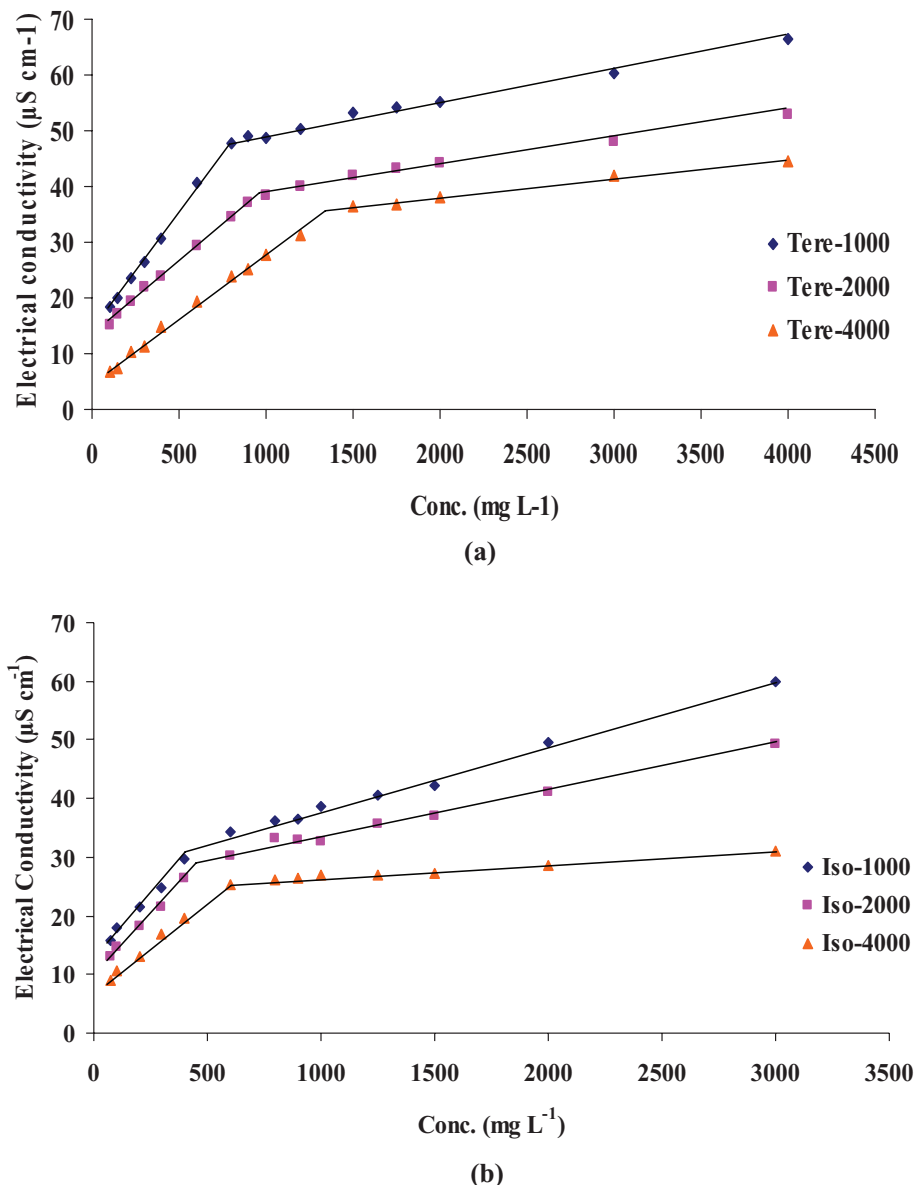 70
60
50
40
30
20
10
0
Electrical conductivity (µS cm-1)
Tere-1000
Tere-2000
Tere-4000
0 500 1000 1500 2000 2500 3000 3500 4000 4500
Conc. (mg L-1)
(a)
70
60
50
40
30
20
10
0
Electrical Conductivity (µS cm⁻¹)
Iso-1000
Iso-2000
Iso-4000
0 500 1000 1500 2000 2500 3000 3500
Conc. (mg L⁻¹)
(b)